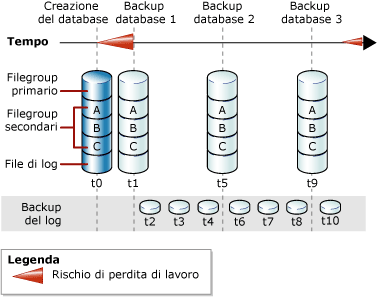 Creazione del database
Backup database 1
Backup database 2
Backup database 3
Tempo
Filegroup primario
Filegroup secondari
File di log
A
B
C
A
B
C
A
B
C
A
B
C
t0
t1
t5
t9
Backup del log
t2
t3
t4
t6
t7
t8
t10
Legenda
Rischio di perdita di lavoro